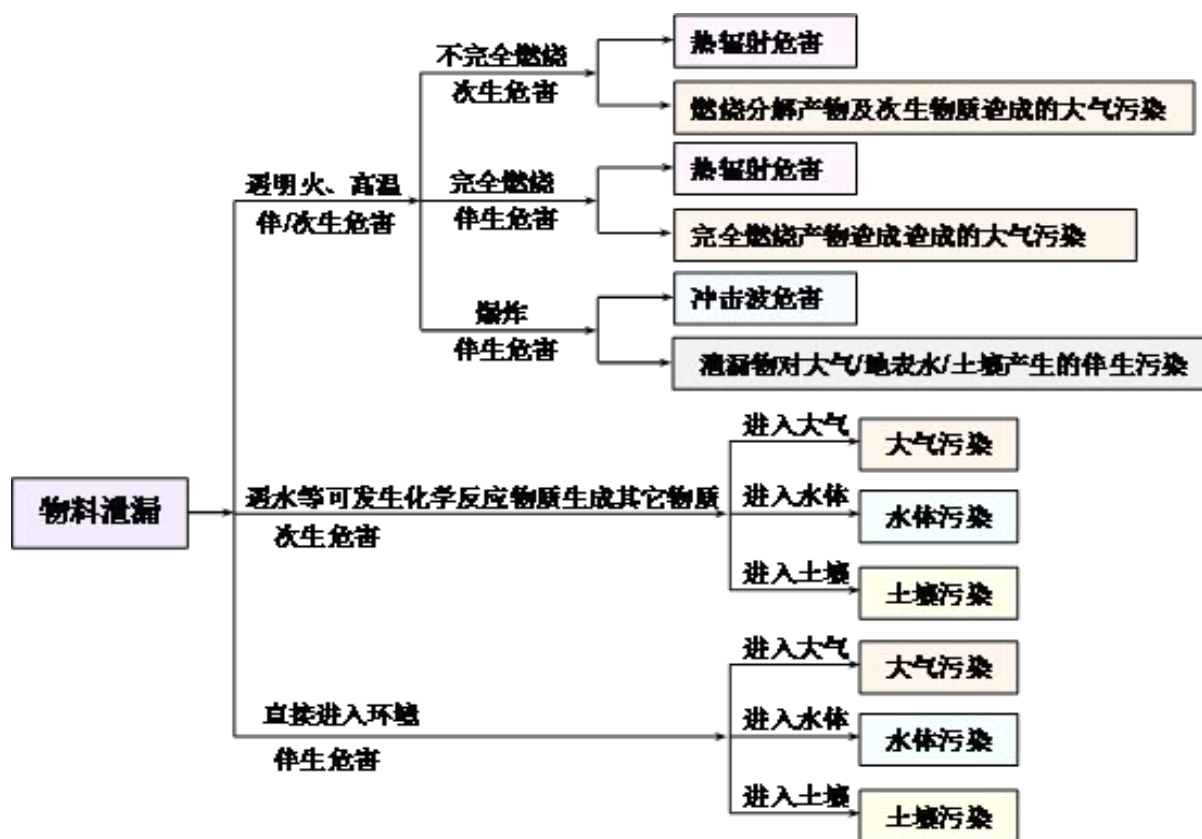 不完全燃烧
次生危害
热辐射危害
燃烧分解产物及次生物质造成的大气污染
遇明火、高温
伴/次生危害
完全燃烧
伴生危害
热辐射危害
完全燃烧产物造成造成的大气污染
爆炸
伴生危害
冲击波危害
泄漏物对大气/地表水/土壤产生的伴生污染
物料泄漏
遇水等可发生化学反应物质生成其它物质
次生危害
进入大气
大气污染
进入水体
水体污染
进入土壤
土壤污染
直接进入环境
伴生危害
进入大气
大气污染
进入水体
水体污染
进入土壤
土壤污染